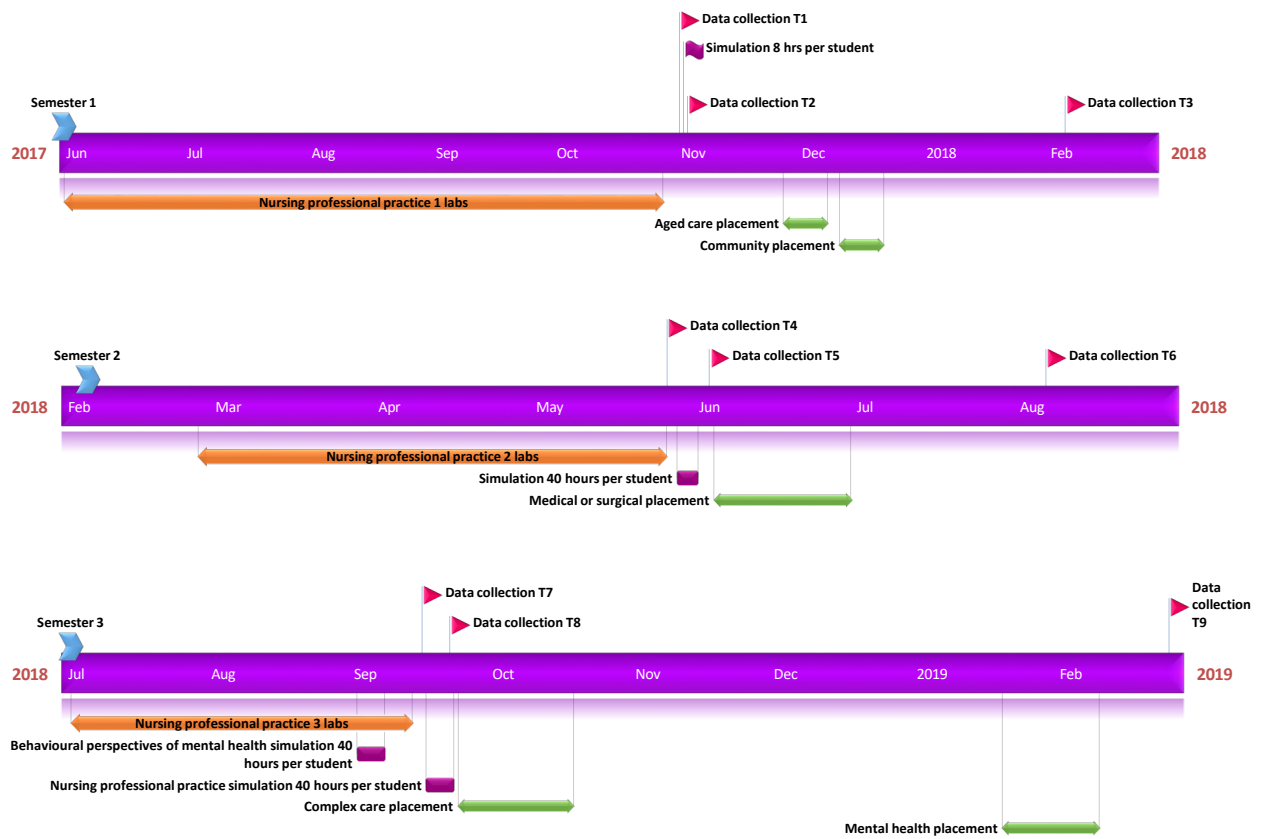 Data collection T1
Simulation 8 hrs per student
Semester 1
Data collection T2
Data collection T3
2017
Jun
Jul
Aug
Sep
Oct
Nov
Dec
2018
Feb
2018
Nursing professional practice 1 labs
Aged care placement
Community placement
Data collection T4
Semester 2
Data collection T5
Data collection T6
2018
Feb
Mar
Apr
May
Jun
Jul
Aug
2018
Nursing professional practice 2 labs
Simulation 40 hours per student
Medical or surgical placement
Data collection T7
Data
collection
T9
Semester 3
Data collection T8
2018
Jul
Aug
Sep
Oct
Nov
Dec
2019
Feb
2019
Nursing professional practice 3 labs
Behavioural perspectives of mental health simulation 40
hours per student
Nursing professional practice simulation 40 hours per student
Complex care placement
Mental health placement